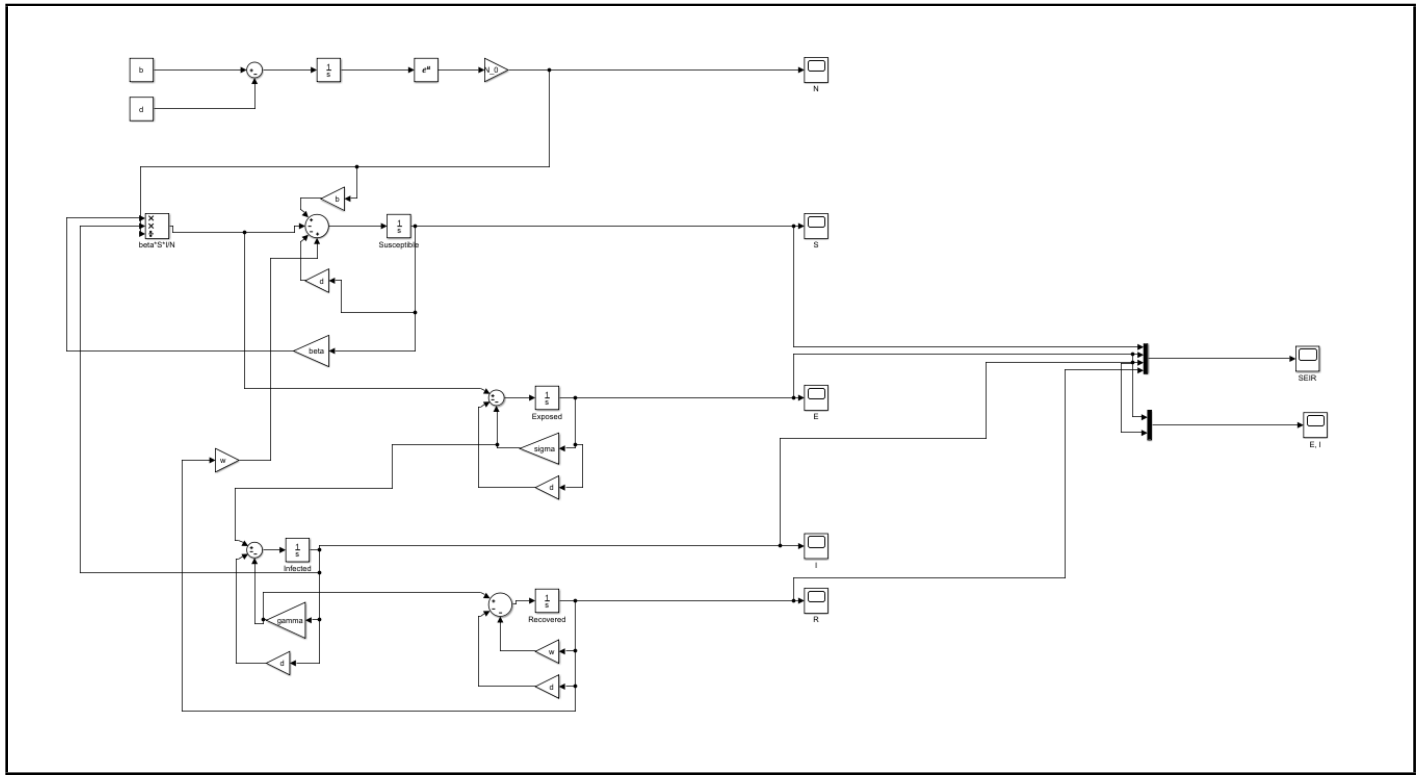 b
1
s
e^u
N_0
N
d
b
×
×
÷
beta*S*I/N
1
s
Susceptible
S
d
beta
SEIR
1
s
Exposed
E
E, I
sigma
w
d
1
s
Infected
I
1
s
Recovered
R
gamma
w
d
d